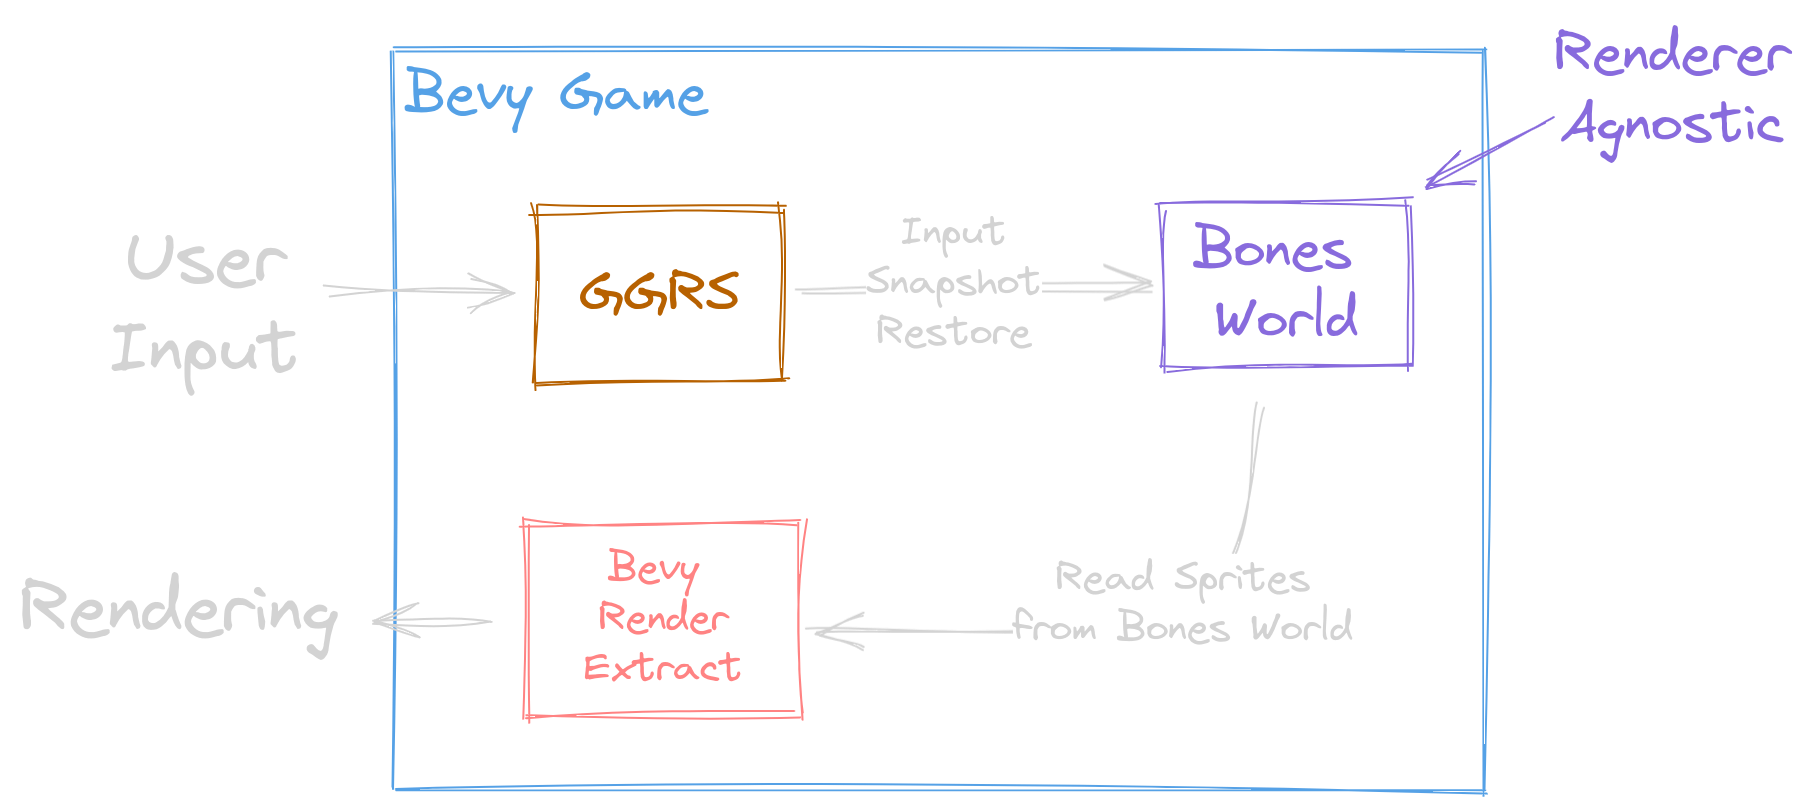 Bevy Game
Renderer
Agnostic
User
Input
GGRS
Input
Snapshot
Restore
Bones
World
Read Sprites
from Bones World
Bevy
Render
Extract
Rendering